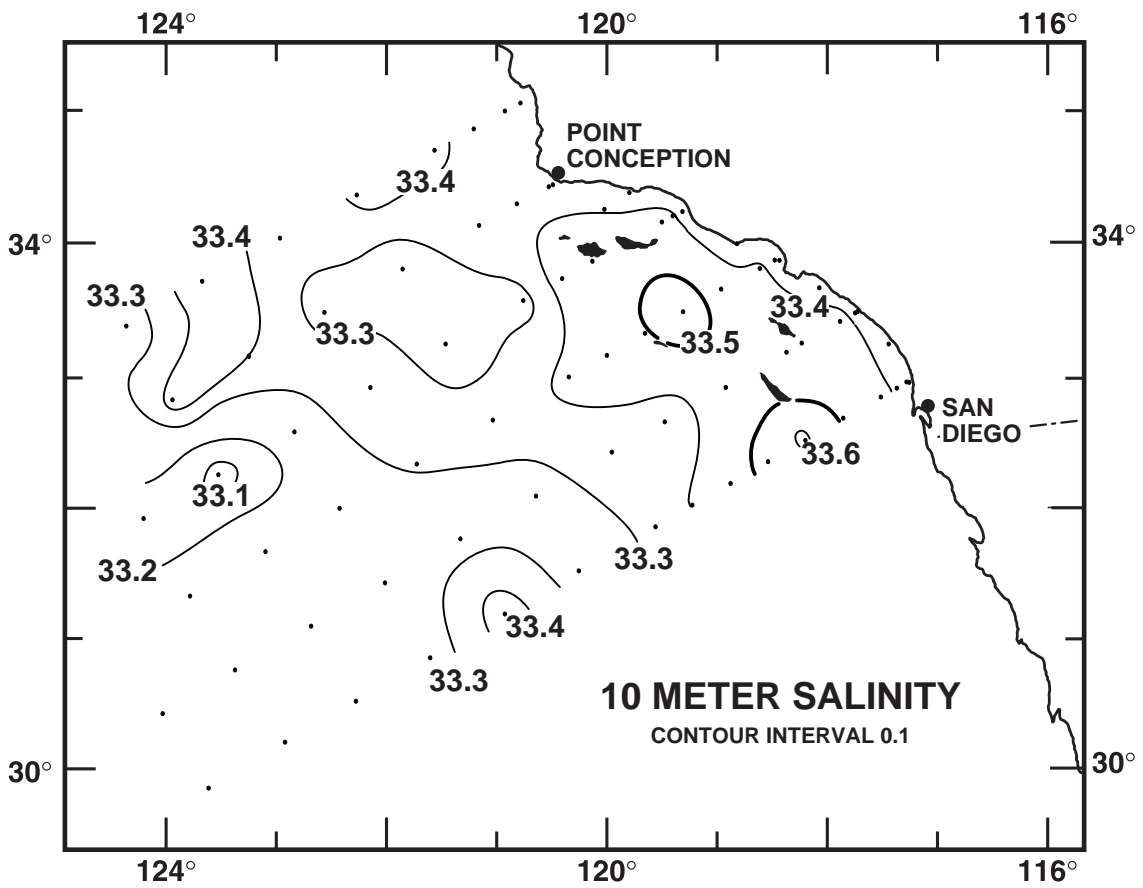 124° 120° 116°
POINT
CONCEPTION
33.4
33.4
34° 34°
33.3
33.4
33.3
33.5
SAN
DIEGO
33.6
33.1
33.3
33.2
33.4
33.3
10 METER SALINITY
CONTOUR INTERVAL 0.1
30° 30°
124° 120° 116°